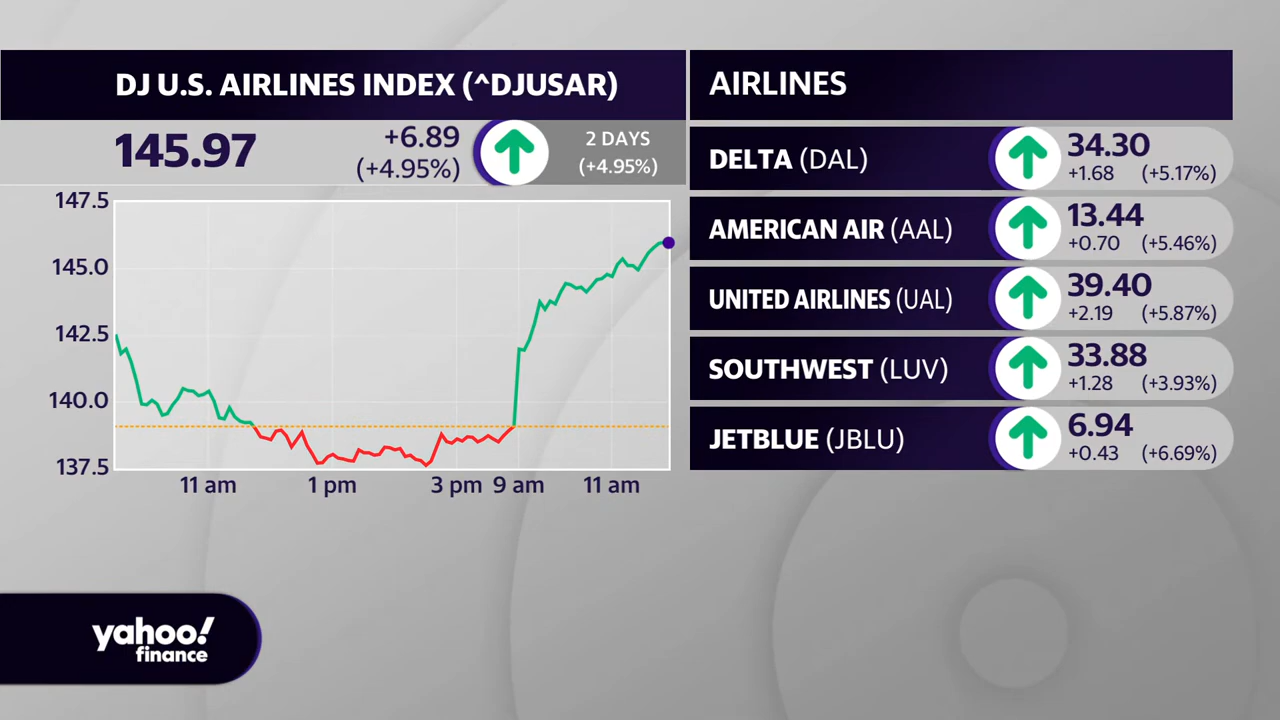 DJ U.S. AIRLINES INDEX (^DJUSAR)
145.97
+6.89
(+4.95%)
2 DAYS
(+4.95%)
147.5
145.0
142.5
140.0
137.5
11 am
1 pm
3 pm
9 am
11 am
AIRLINES
DELTA (DAL)
34.30
+1.68 (+5.17%)
AMERICAN AIR (AAL)
13.44
+0.70 (+5.46%)
UNITED AIRLINES (UAL)
39.40
+2.19 (+5.87%)
SOUTHWEST (LUV)
33.88
+1.28 (+3.93%)
JETBLUE (JBLU)
6.94
+0.43 (+6.69%)
yahoo!
finance